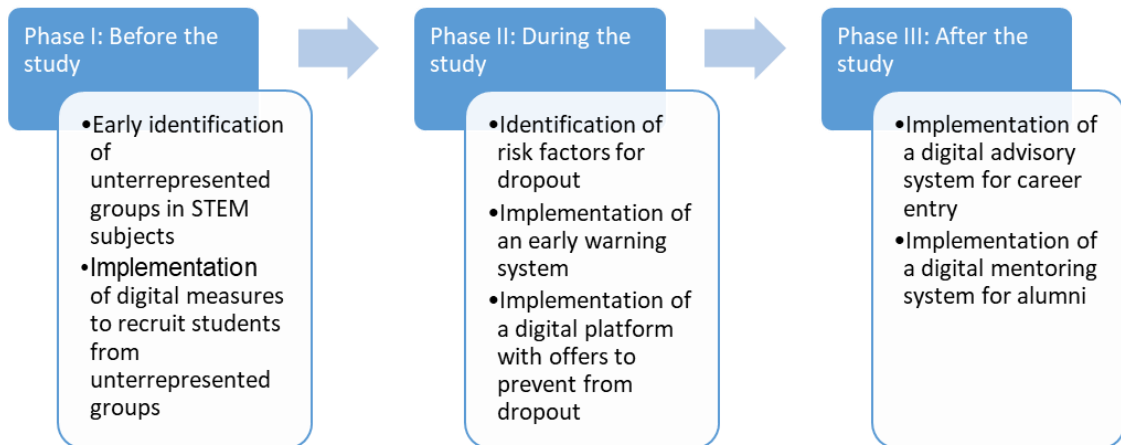 Phase I: Before the
study
•Early identification
of
unterrepresented
groups in STEM
subjects
•Implementation
of digital measures
to recruit students
from
unterrepresented
groups
Phase II: During the
study
•Identification of
risk factors for
dropout
•Implementation of
an early warning
system
•Implementation of
a digital platform
with offers to
prevent from
dropout
Phase III: After the
study
•Implementation of
a digital advisory
system for career
entry
•Implementation of
a digital mentoring
system for alumni